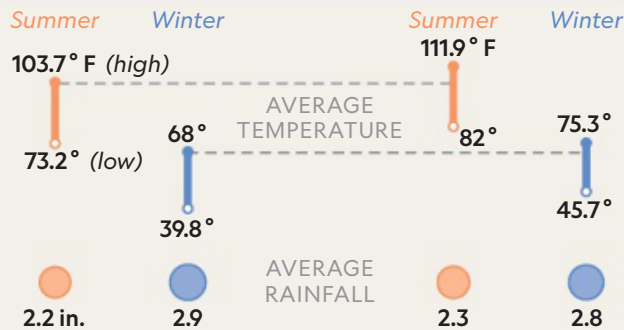 Summer Winter Summer Winter
103.7° F (high) 111.9° F
AVERAGE
TEMPERATURE
68° 82° 75.3°
73.2° (low)
39.8° 45.7°
AVERAGE
RAINFALL
2.2 in. 2.9 2.3 2.8